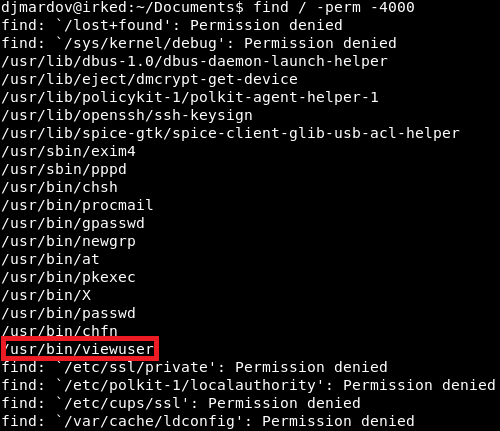 djmardov@irked:~/Documents$ find / -perm -4000
find: `/lost+found': Permission denied
find: `/sys/kernel/debug': Permission denied
/usr/lib/dbus-1.0/dbus-daemon-launch-helper
/usr/lib/eject/dmcrypt-get-device
/usr/lib/policykit-1/polkit-agent-helper-1
/usr/lib/openssh/ssh-keysign
/usr/lib/spice-gtk/spice-client-glib-usb-acl-helper
/usr/sbin/exim4
/usr/sbin/pppd
/usr/bin/chsh
/usr/bin/procmail
/usr/bin/gpasswd
/usr/bin/newgrp
/usr/bin/at
/usr/bin/pkexec
/usr/bin/X
/usr/bin/passwd
/usr/bin/chfn
/usr/bin/viewuser
find: `/etc/ssl/private': Permission denied
find: `/etc/polkit-1/localauthority': Permission denied
find: `/etc/cups/ssl': Permission denied
find: `/var/cache/ldconfig': Permission denied